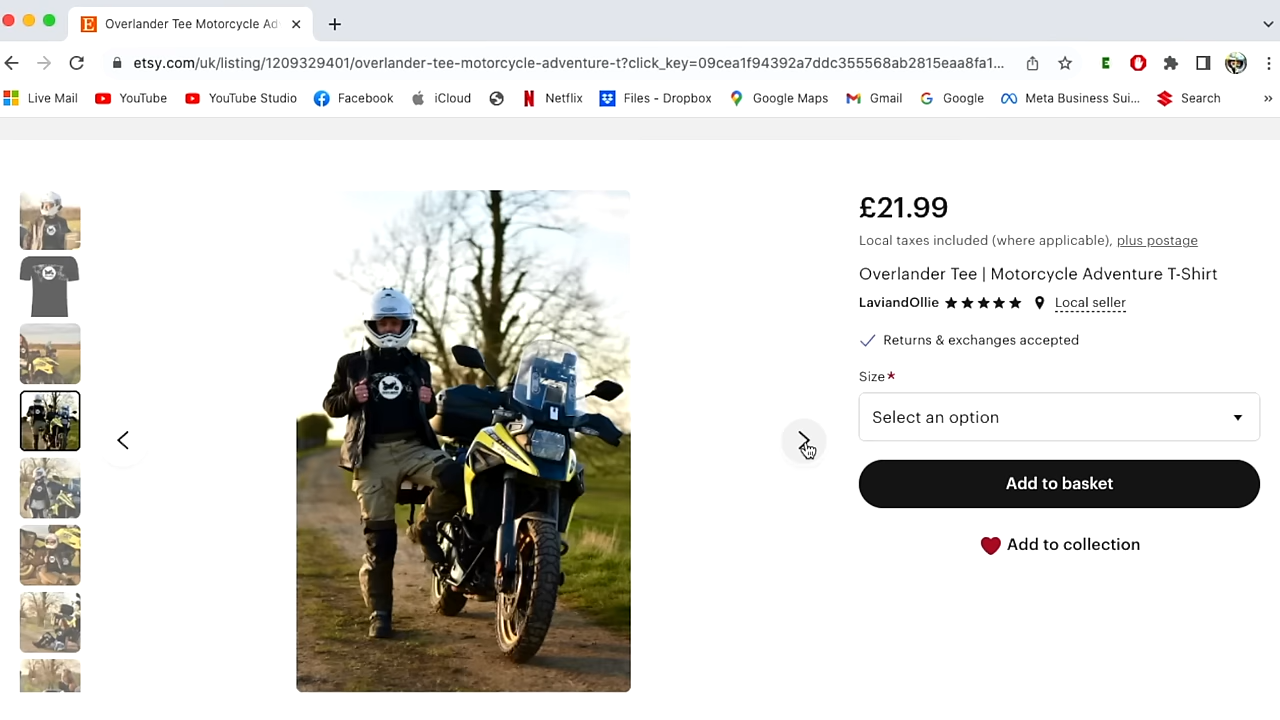 Overlander Tee Motorcycle Ad
etsy.com/uk/listing/1209329401/overlander-tee-motorcycle-adventure-t?click_key=09cea1f94392a7ddc355568ab2815eaa8fa1...
Live Mail YouTube YouTube Studio Facebook iCloud Netflix Files - Dropbox Google Maps Gmail Google Meta Business Sui... Search »
£21.99
Local taxes included (where applicable), plus postage
Overlander Tee | Motorcycle Adventure T-Shirt
LaviandOllie Local seller
Returns & exchanges accepted
Size*
Select an option
Add to basket
Add to collection